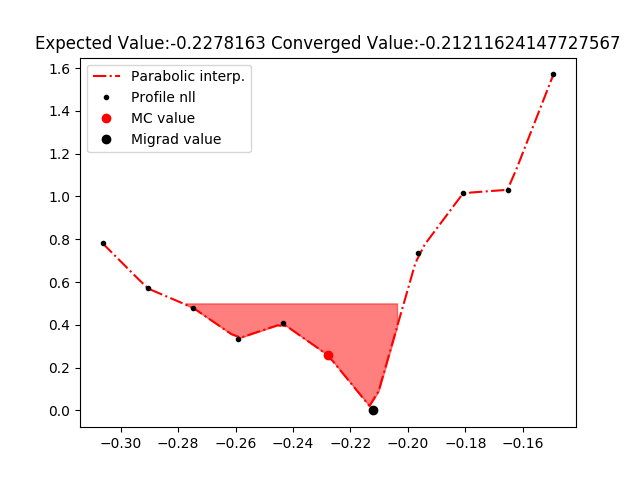 Expected Value:-0.2278163 Converged Value:-0.21211624147727567
1.6
1.4
1.2
1.0
0.8
0.6
0.4
0.2
0.0
Parabolic interp.
Profile nll
MC value
Migrad value
−0.30 −0.28 −0.26 −0.24 −0.22 −0.20 −0.18 −0.16